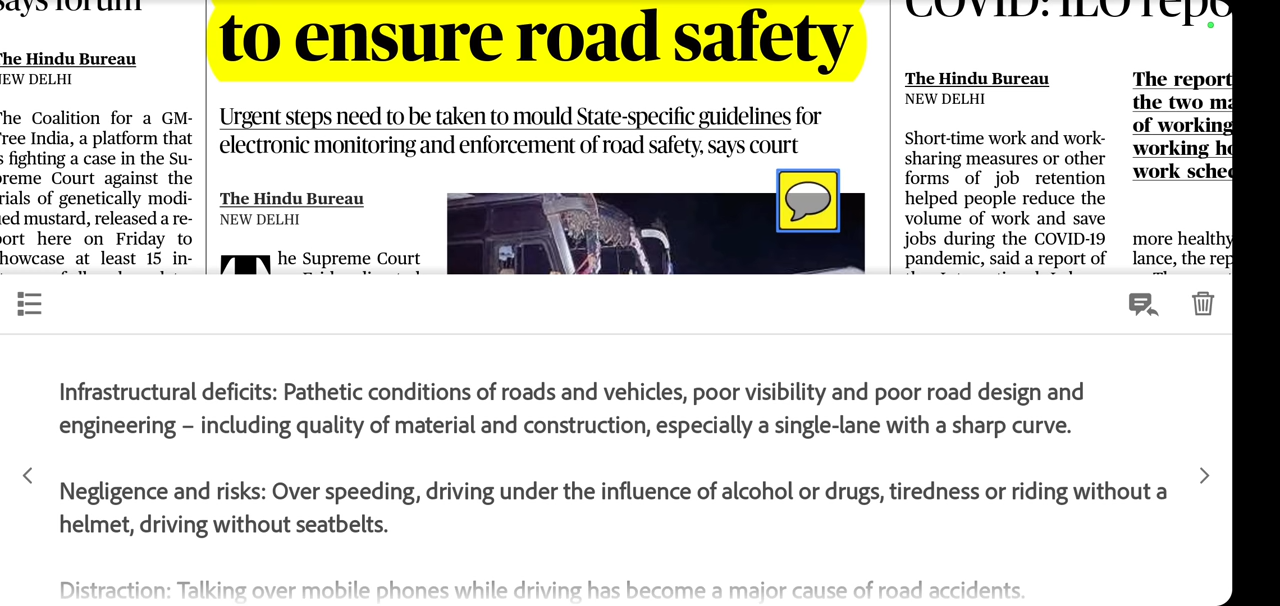 says forum
The Hindu Bureau
NEW DELHI
The Coalition for a GM-
Free India, a platform that
is fighting a case in the Su-
preme Court against the
trials of genetically modi-
fied mustard, released a re-
port here on Friday to
showcase at least 15 in-
to ensure road safety
Urgent steps need to be taken to mould State-specific guidelines for
electronic monitoring and enforcement of road safety, says court
The Hindu Bureau
NEW DELHI
The Supreme Court
COVID: ILO repo
The Hindu Bureau
NEW DELHI
Short-time work and work-
sharing measures or other
forms of job retention
helped people reduce the
volume of work and save
jobs during the COVID-19
pandemic, said a report of
The report
the two ma
of working
working ho
work sched
more healthy
lance, the rep
Infrastructural deficits: Pathetic conditions of roads and vehicles, poor visibility and poor road design and
engineering – including quality of material and construction, especially a single-lane with a sharp curve.
Negligence and risks: Over speeding, driving under the influence of alcohol or drugs, tiredness or riding without a
helmet, driving without seatbelts.
Distraction: Talking over mobile phones while driving has become a major cause of road accidents.